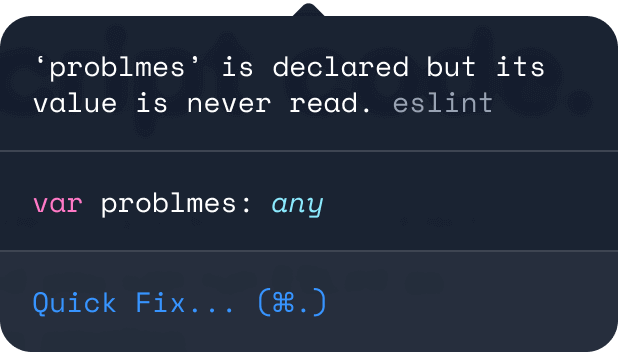 ‘problmes’ is declared but its
value is never read. eslint
var problmes: any
Quick Fix... (⌘.)